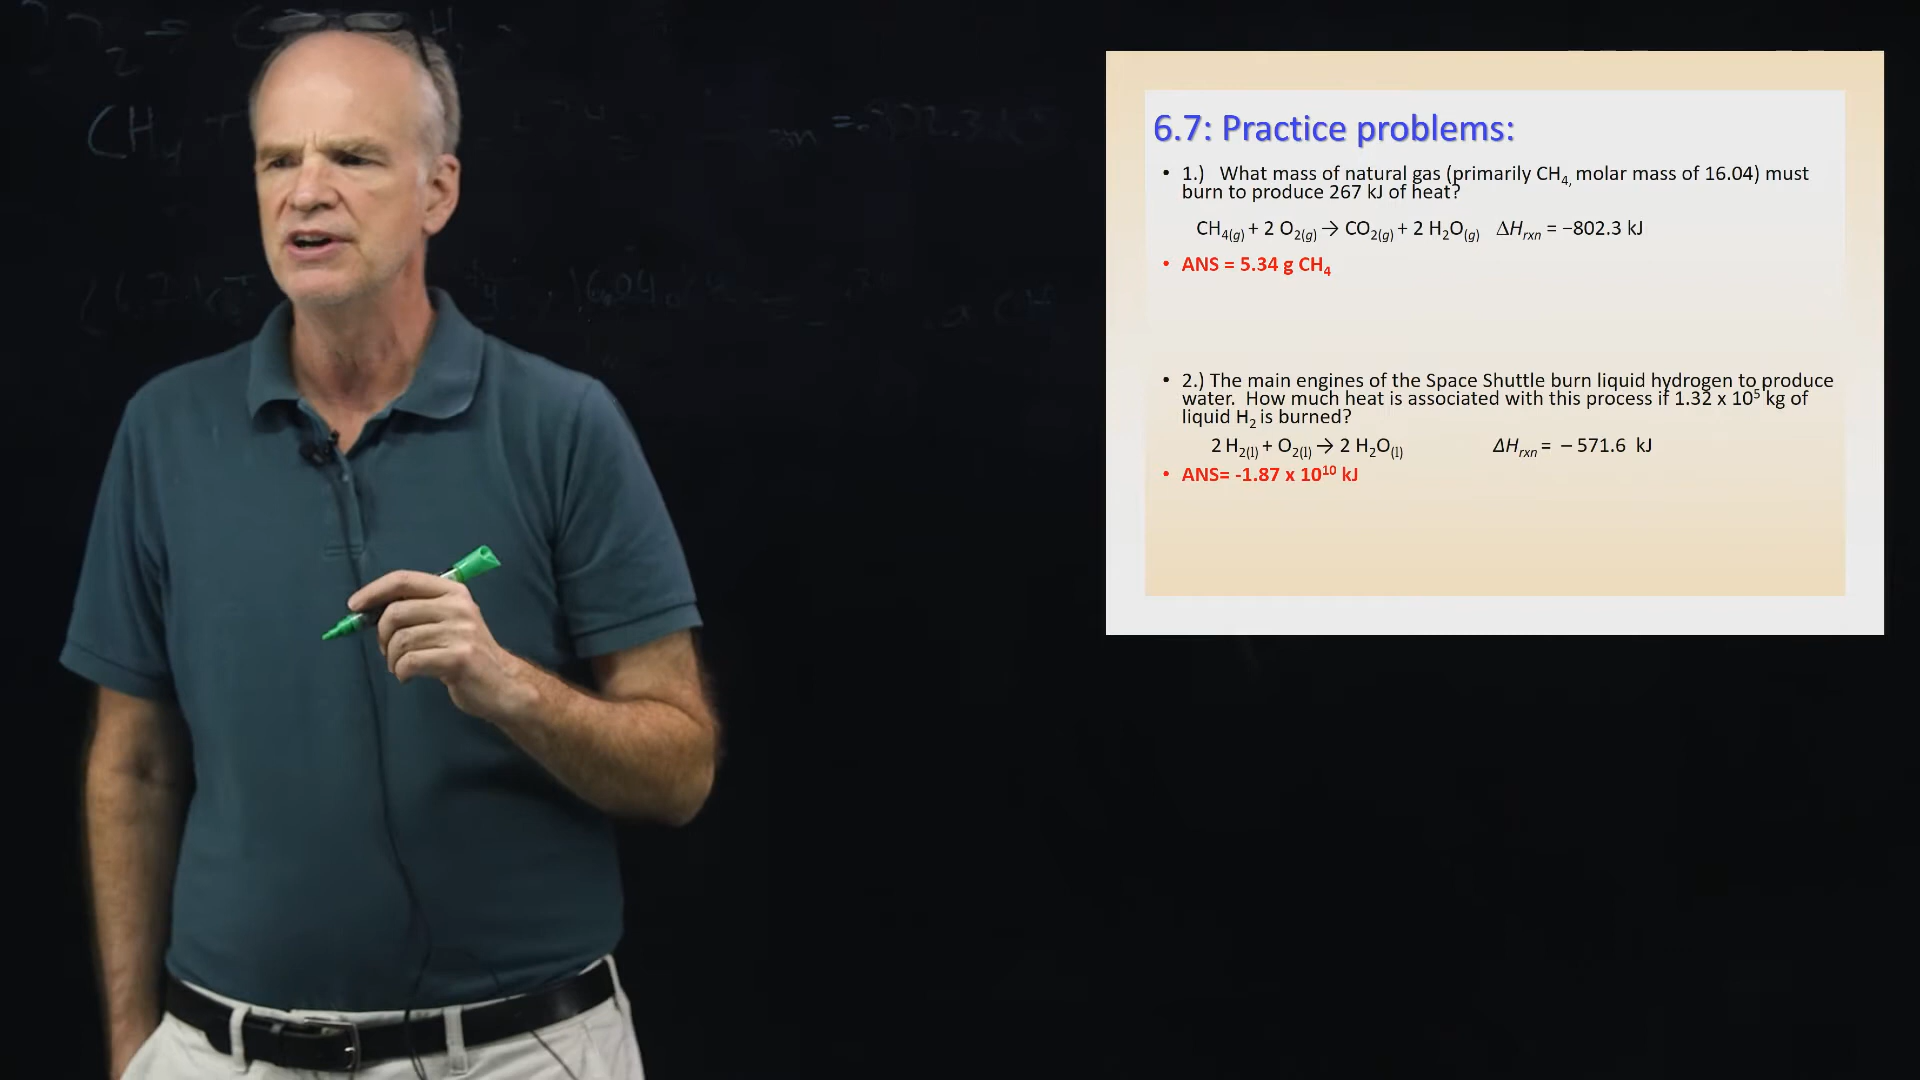 CH₄ +
= -802.3 kJ
6.7: Practice problems:
• 1.) What mass of natural gas (primarily CH₄, molar mass of 16.04) must
burn to produce 267 kJ of heat?
CH₄(g) + 2 O₂(g) → CO₂(g) + 2 H₂O(g) ΔHrxn = −802.3 kJ
• ANS = 5.34 g CH₄
• 2.) The main engines of the Space Shuttle burn liquid hydrogen to produce
water. How much heat is associated with this process if 1.32 x 10⁵ kg of
liquid H₂ is burned?
2 H₂(l) + O₂(l) → 2 H₂O(l) ΔHrxn = − 571.6 kJ
• ANS= -1.87 x 10¹⁰ kJ